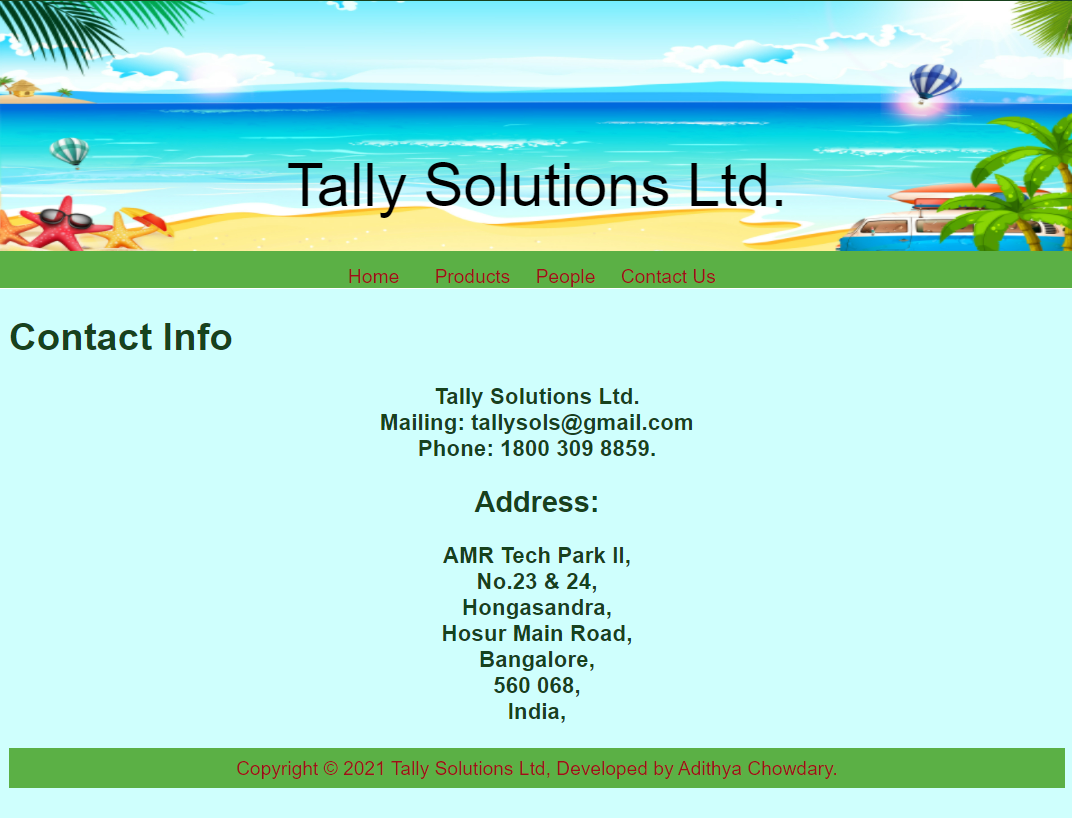 Tally Solutions Ltd.
Home Products People Contact Us
Contact Info
Tally Solutions Ltd.
Mailing: tallysols@gmail.com
Phone: 1800 309 8859.
Address:
AMR Tech Park II,
No.23 & 24,
Hongasandra,
Hosur Main Road,
Bangalore,
560 068,
India,
Copyright © 2021 Tally Solutions Ltd, Developed by Adithya Chowdary.